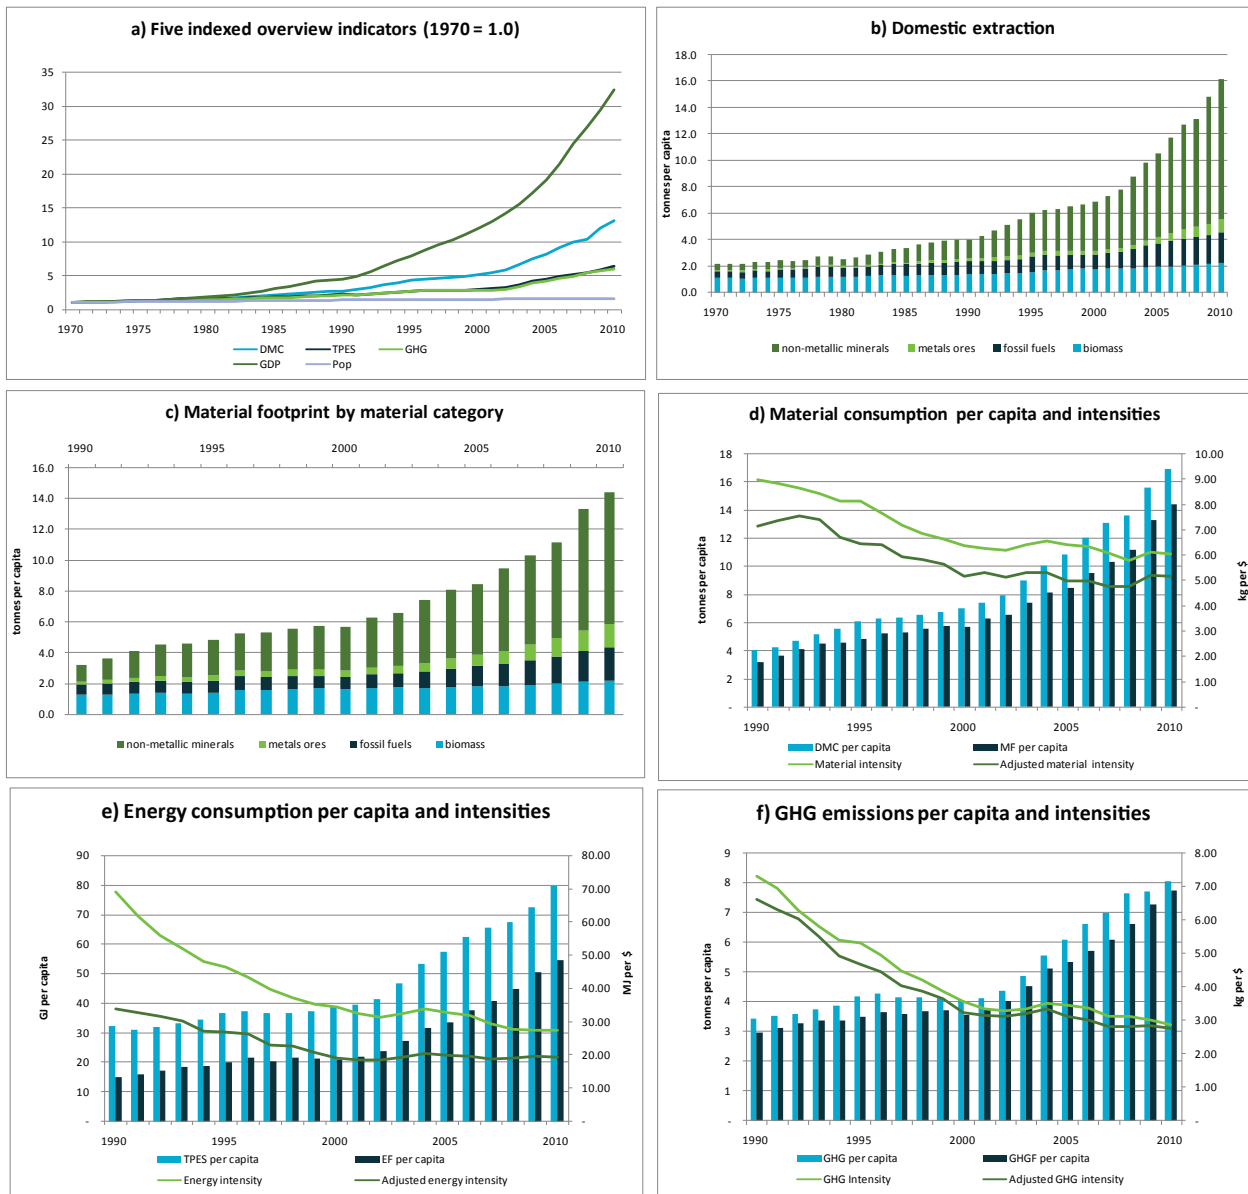 a) Five indexed overview indicators (1970 = 1.0)
35
30
25
20
15
10
5
0
1970 1975 1980 1985 1990 1995 2000 2005 2010
DMC TPES GHG
GDP Pop
b) Domestic extraction
tonnes per capita
18.0
16.0
14.0
12.0
10.0
8.0
6.0
4.0
2.0
0.0
1970 1975 1980 1985 1990 1995 2000 2005 2010
non-metallic minerals metals ores fossil fuels biomass
c) Material footprint by material category
1990 1995 2000 2005 2010
tonnes per capita
16.0
14.0
12.0
10.0
8.0
6.0
4.0
2.0
0.0
non-metallic minerals metals ores fossil fuels biomass
d) Material consumption per capita and intensities
tonnes per capita
18
16
14
12
10
8
6
4
2
-
10.00
9.00
8.00
7.00
6.00
5.00
4.00
3.00
2.00
1.00
-
kg per $
1990 1995 2000 2005 2010
DMC per capita MF per capita
Material intensity Adjusted material intensity
e) Energy consumption per capita and intensities
GJ per capita
90
80
70
60
50
40
30
20
10
-
80.00
70.00
60.00
50.00
40.00
30.00
20.00
10.00
-
MJ per $
1990 1995 2000 2005 2010
TPES per capita EF per capita
Energy intensity Adjusted energy intensity
f) GHG emissions per capita and intensities
tonnes per capita
9
8
7
6
5
4
3
2
1
-
8.00
7.00
6.00
5.00
4.00
3.00
2.00
1.00
-
kg per $
1990 1995 2000 2005 2010
GHG per capita GHGF per capita
GHG Intensity Adjusted GHG intensity